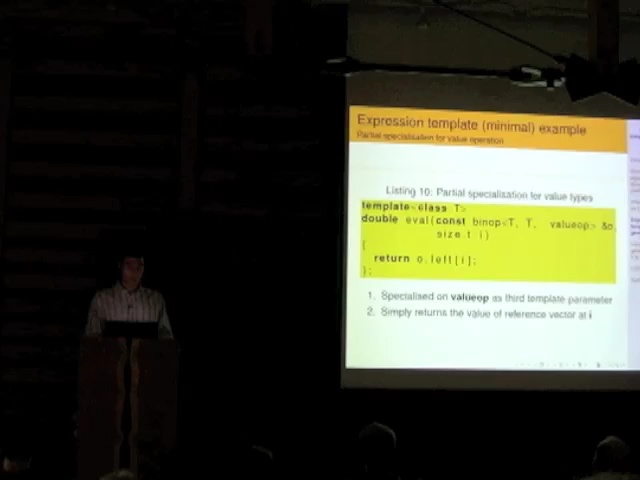 Expression template (minimal) example
Partial specialisation for value operation
Listing 10: Partial specialisation for value types
template<class T>
double eval(const binop<T, T, valueop> &o,
size_t i)
{
return o.left[i];
};
1. Specialised on valueop as third template parameter
2. Simply returns the value of reference vector at i